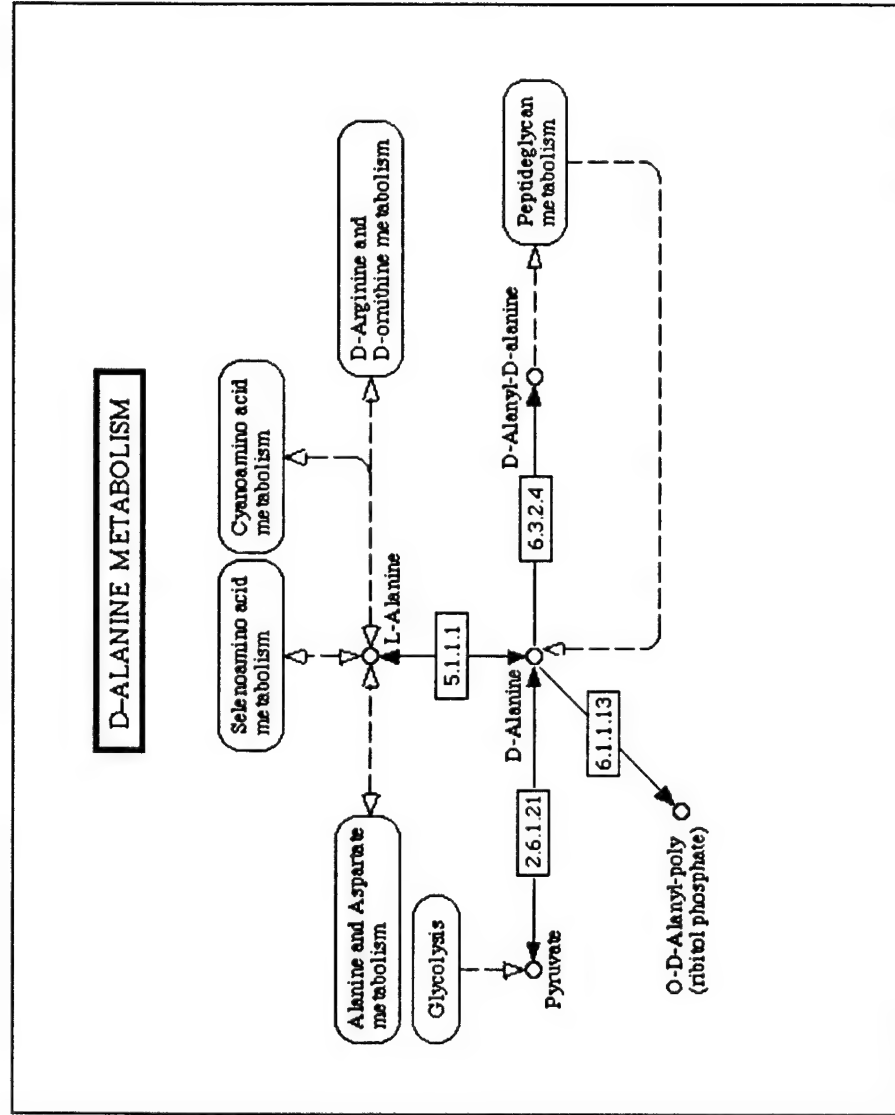 D-ALANINE METABOLISM
Selenoamino acid
metabolism
Cyanoamino acid
metabolism
Alanine and Aspartate
metabolism
L-Alanine
D-Arginine and
D-ornithine metabolism
Glycolysis
5.1.1.1
Pyruvate
2.6.1.21
D-Alanine
6.3.2.4
D-Alanyl-D-alanine
Peptideglycan
metabolism
6.1.1.13
O-D-Alanyl-poly
(ribitol phosphate)